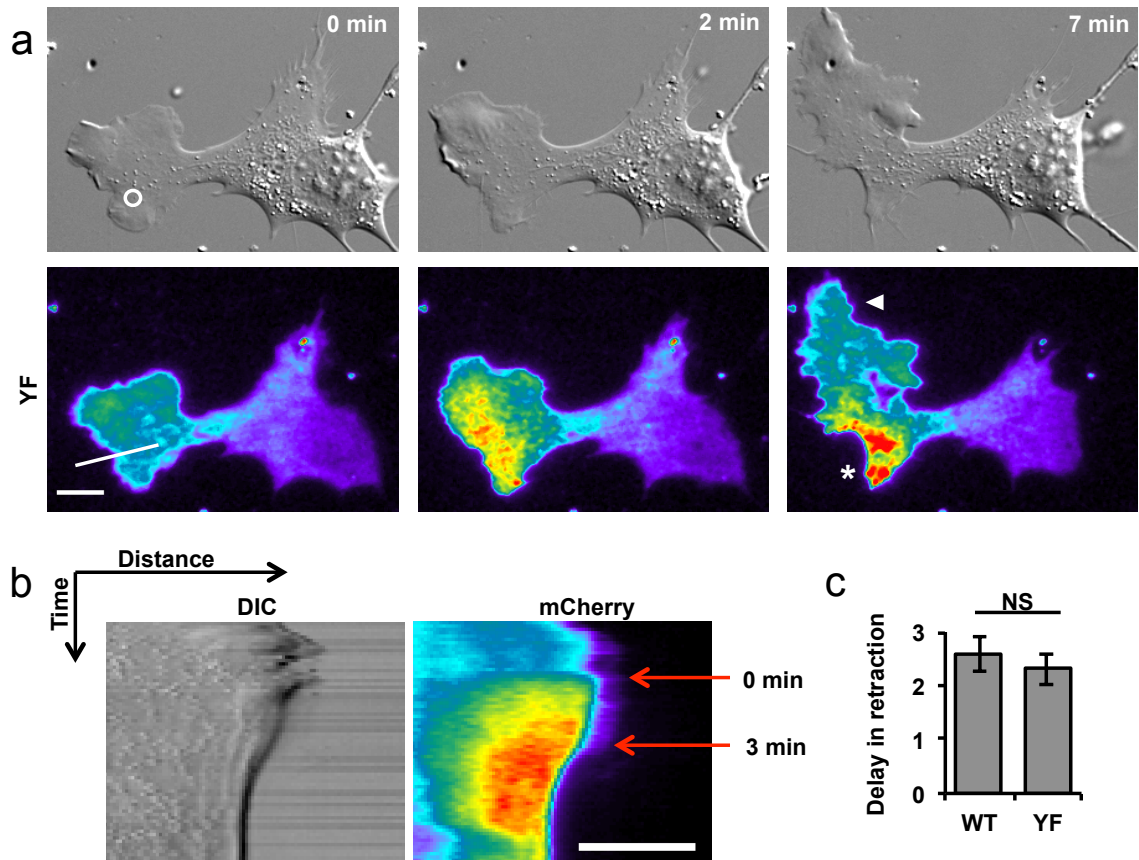 a
0 min
2 min
7 min
YF
*
b
Distance
Time
DIC
mCherry
0 min
3 min
c
NS
Delay in retraction
3
2
1
0
WT
YF